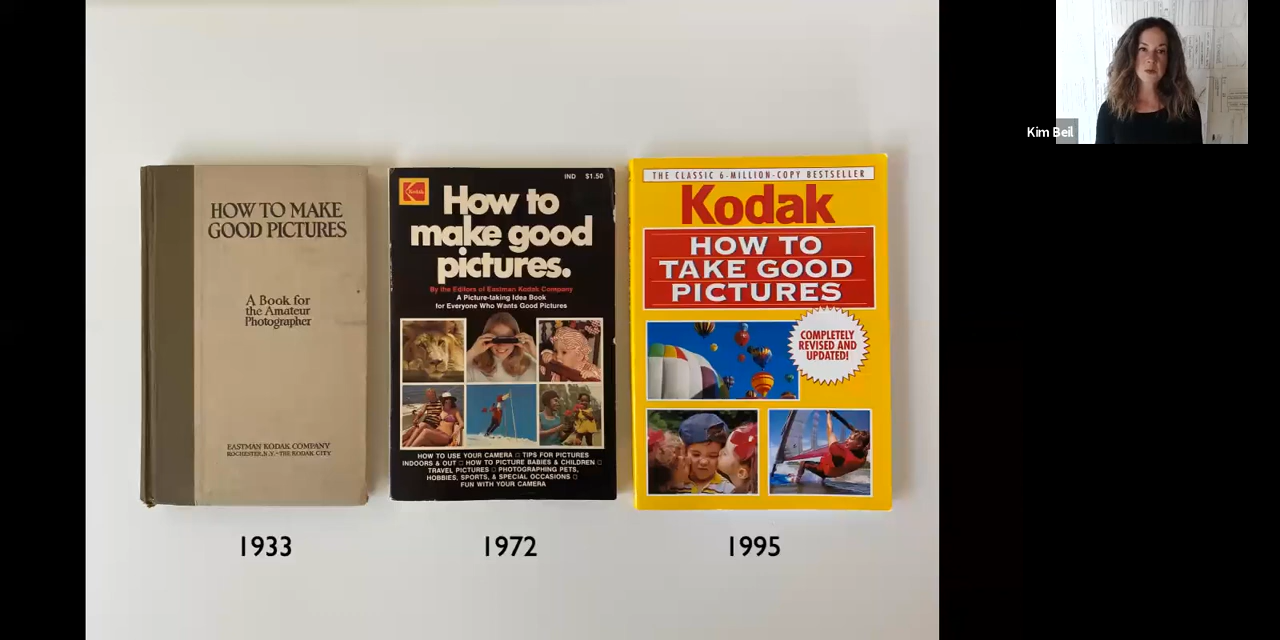 HOW TO MAKE
GOOD PICTURES
A Book for
the Amateur
Photographer
EASTMAN KODAK COMPANY
ROCHESTER, N.Y.~THE KODAK CITY
1933
IND $1.50
Kodak
How to
make good
pictures.
By the Editors of Eastman Kodak Company
A Picture-taking Idea Book
for Everyone Who Wants Good Pictures
HOW TO USE YOUR CAMERA □ TIPS FOR PICTURES
INDOORS & OUT □ HOW TO PICTURE BABIES & CHILDREN □
TRAVEL PICTURES □ PHOTOGRAPHING PETS,
HOBBIES, SPORTS, & SPECIAL OCCASIONS □
FUN WITH YOUR CAMERA
1972
THE CLASSIC 6-MILLION-COPY BESTSELLER
Kodak
HOW TO
TAKE GOOD
PICTURES
COMPLETELY
REVISED AND
UPDATED!
1995
Kim Beil